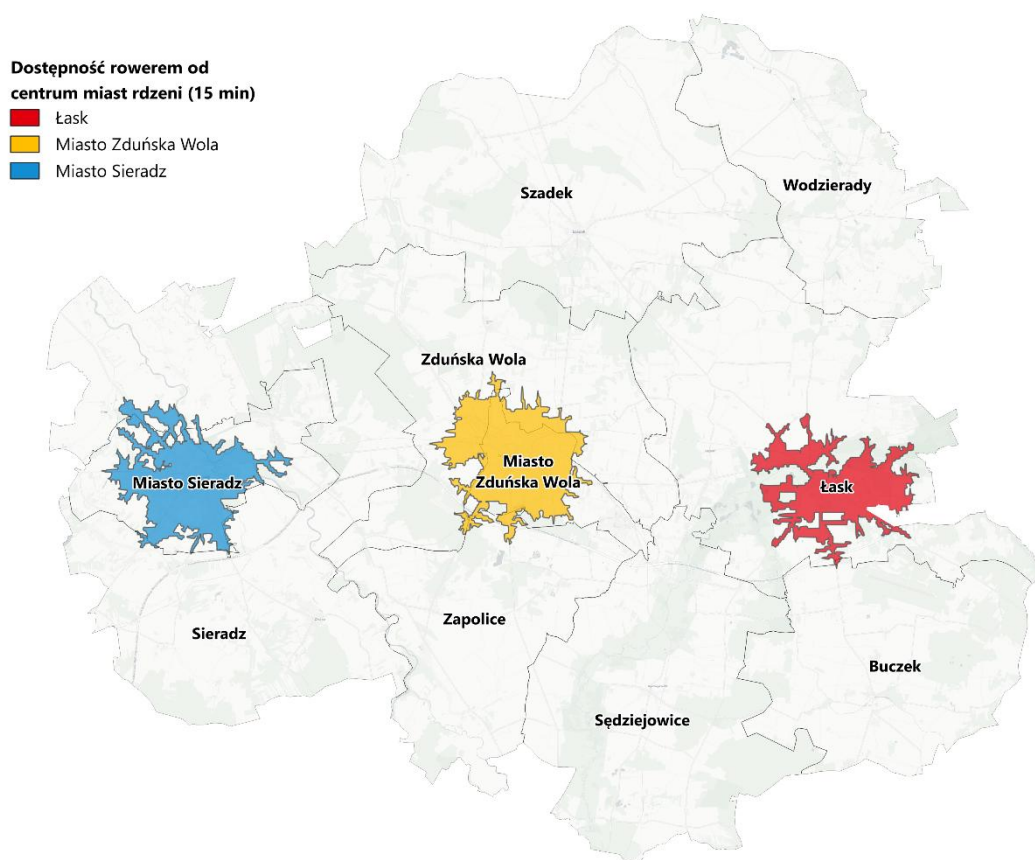 Dostępność rowerem od
centrum miast rdzeni (15 min)
Łask
Miasto Zduńska Wola
Miasto Sieradz
Szadek
Wodzierady
Zduńska Wola
Miasto
Zduńska Wola
Miasto Sieradz
Łask
Sieradz
Zapolice
Buczek
Sędziejowice